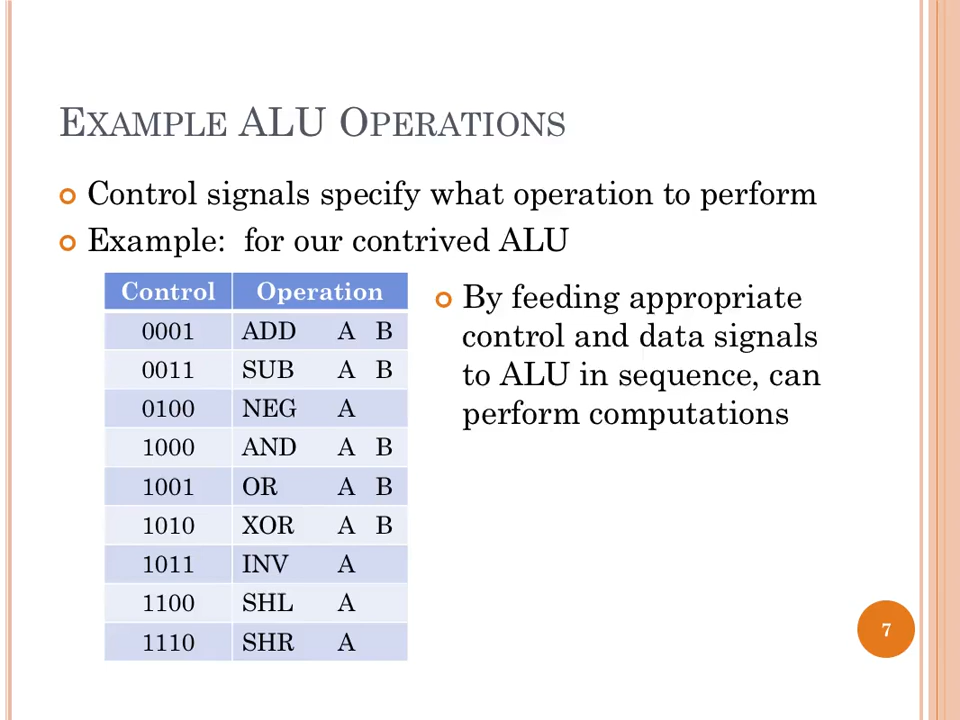 EXAMPLE ALU OPERATIONS
Control signals specify what operation to perform
Example: for our contrived ALU
Control Operation
0001 ADD A B
0011 SUB A B
0100 NEG A
1000 AND A B
1001 OR A B
1010 XOR A B
1011 INV A
1100 SHL A
1110 SHR A
By feeding appropriate
control and data signals
to ALU in sequence, can
perform computations
7